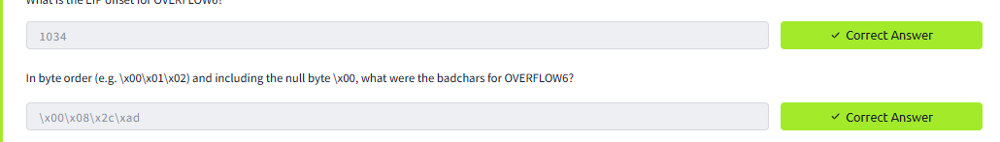 What is the EIP offset for OVERFLOW6?
1034
✓ Correct Answer
In byte order (e.g. \x00\x01\x02) and including the null byte \x00, what were the badchars for OVERFLOW6?
\x00\x08\x2c\xad
✓ Correct Answer